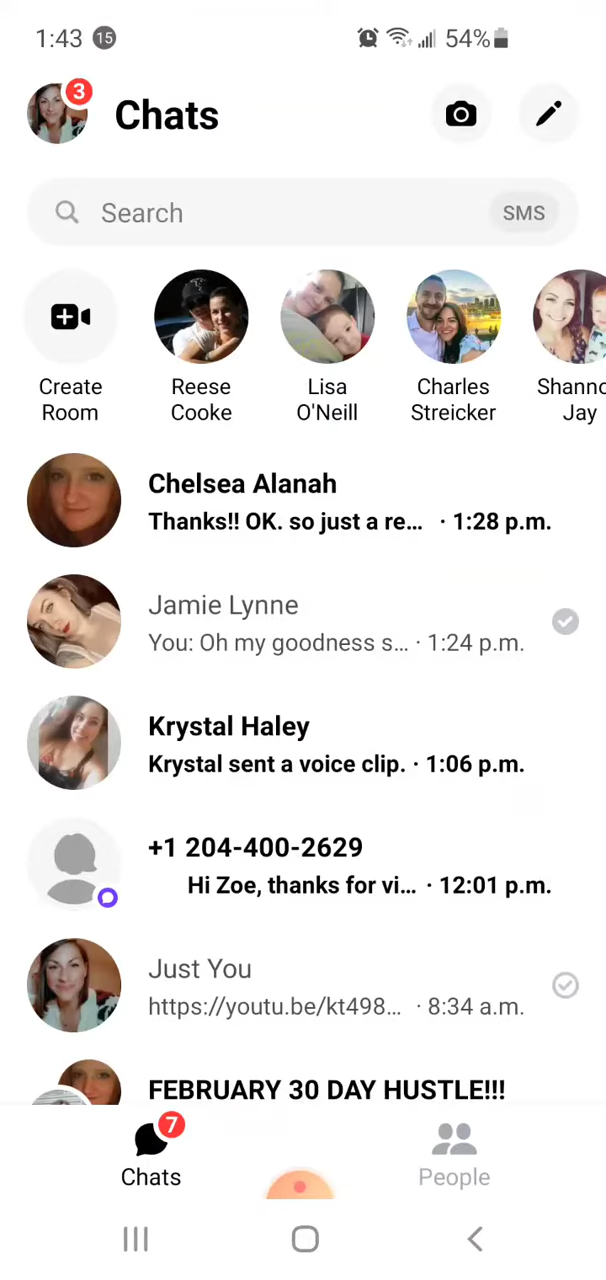 1:43 15 54%
3
Chats
Search SMS
Create Room
Reese Cooke
Lisa O'Neill
Charles Streicker
Shanno Jay
Chelsea Alanah
Thanks!! OK. so just a re... · 1:28 p.m.
Jamie Lynne
You: Oh my goodness s... · 1:24 p.m.
Krystal Haley
Krystal sent a voice clip. · 1:06 p.m.
+1 204-400-2629
Hi Zoe, thanks for vi... · 12:01 p.m.
Just You
https://youtu.be/kt498... · 8:34 a.m.
FEBRUARY 30 DAY HUSTLE!!!
7
Chats
People